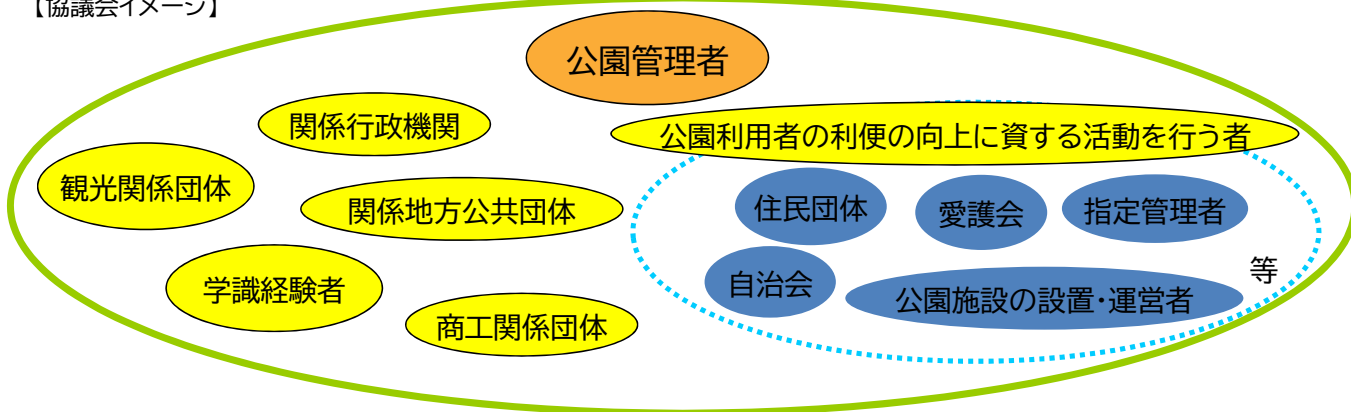 【協議会イメージ】
公園管理者
関係行政機関
公園利用者の利便の向上に資する活動を行う者
観光関係団体
関係地方公共団体
住民団体
愛護会
指定管理者
学識経験者
自治会
等
公園施設の設置・運営者
商工関係団体